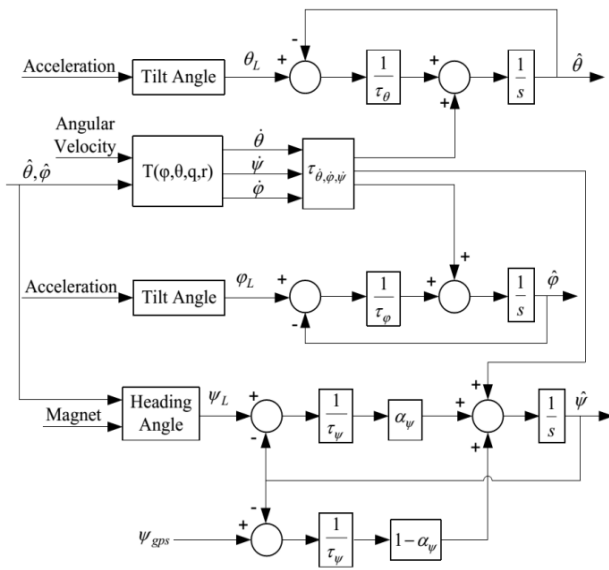 Acceleration Tilt Angle θ_L + - 1/τ_θ + + 1/s θ̂
Angular
Velocity
θ̂,φ̂ T(φ,θ,q,r) θ̇ ψ̇ φ̇ τ_θ̇,φ̇,ψ̇
Acceleration Tilt Angle φ_L + - 1/τ_φ + + 1/s φ̂
Magnet Heading
Angle
ψ_L + - 1/τ_ψ α_ψ + + + 1/s ψ̂
ψ_gps + - 1/τ_ψ 1-α_ψ